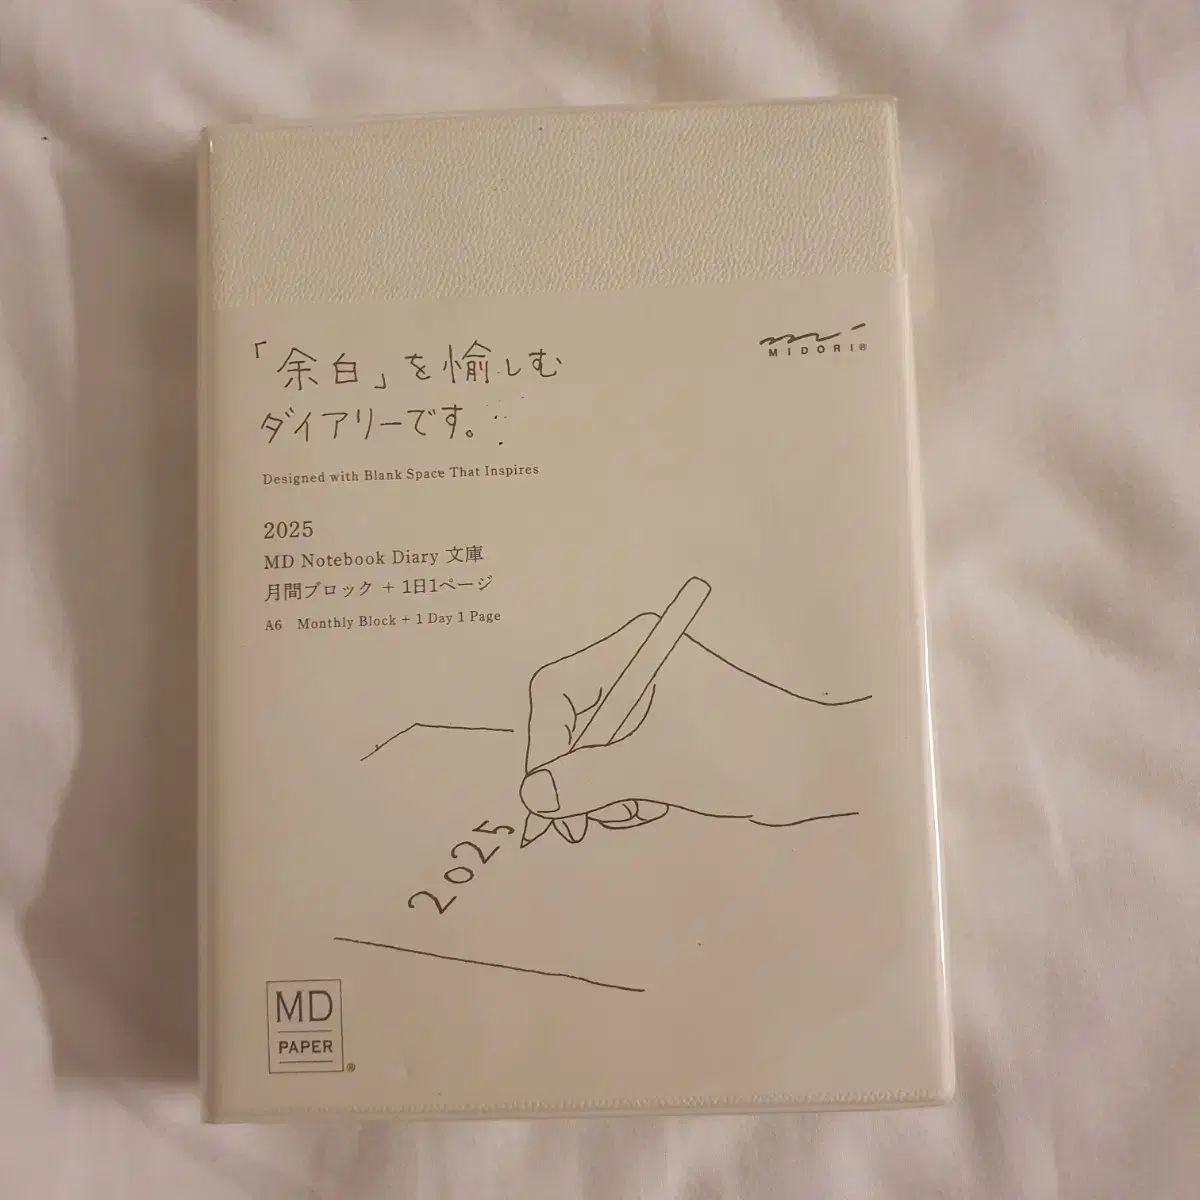 「余白」を愉しむ
ダイアリーです。
MIDORI®
Designed with Blank Space That Inspires
2025
MD Notebook Diary 文庫
月間ブロック + 1日1ページ
A6 Monthly Block + 1 Day 1 Page
2025
MD
PAPER®